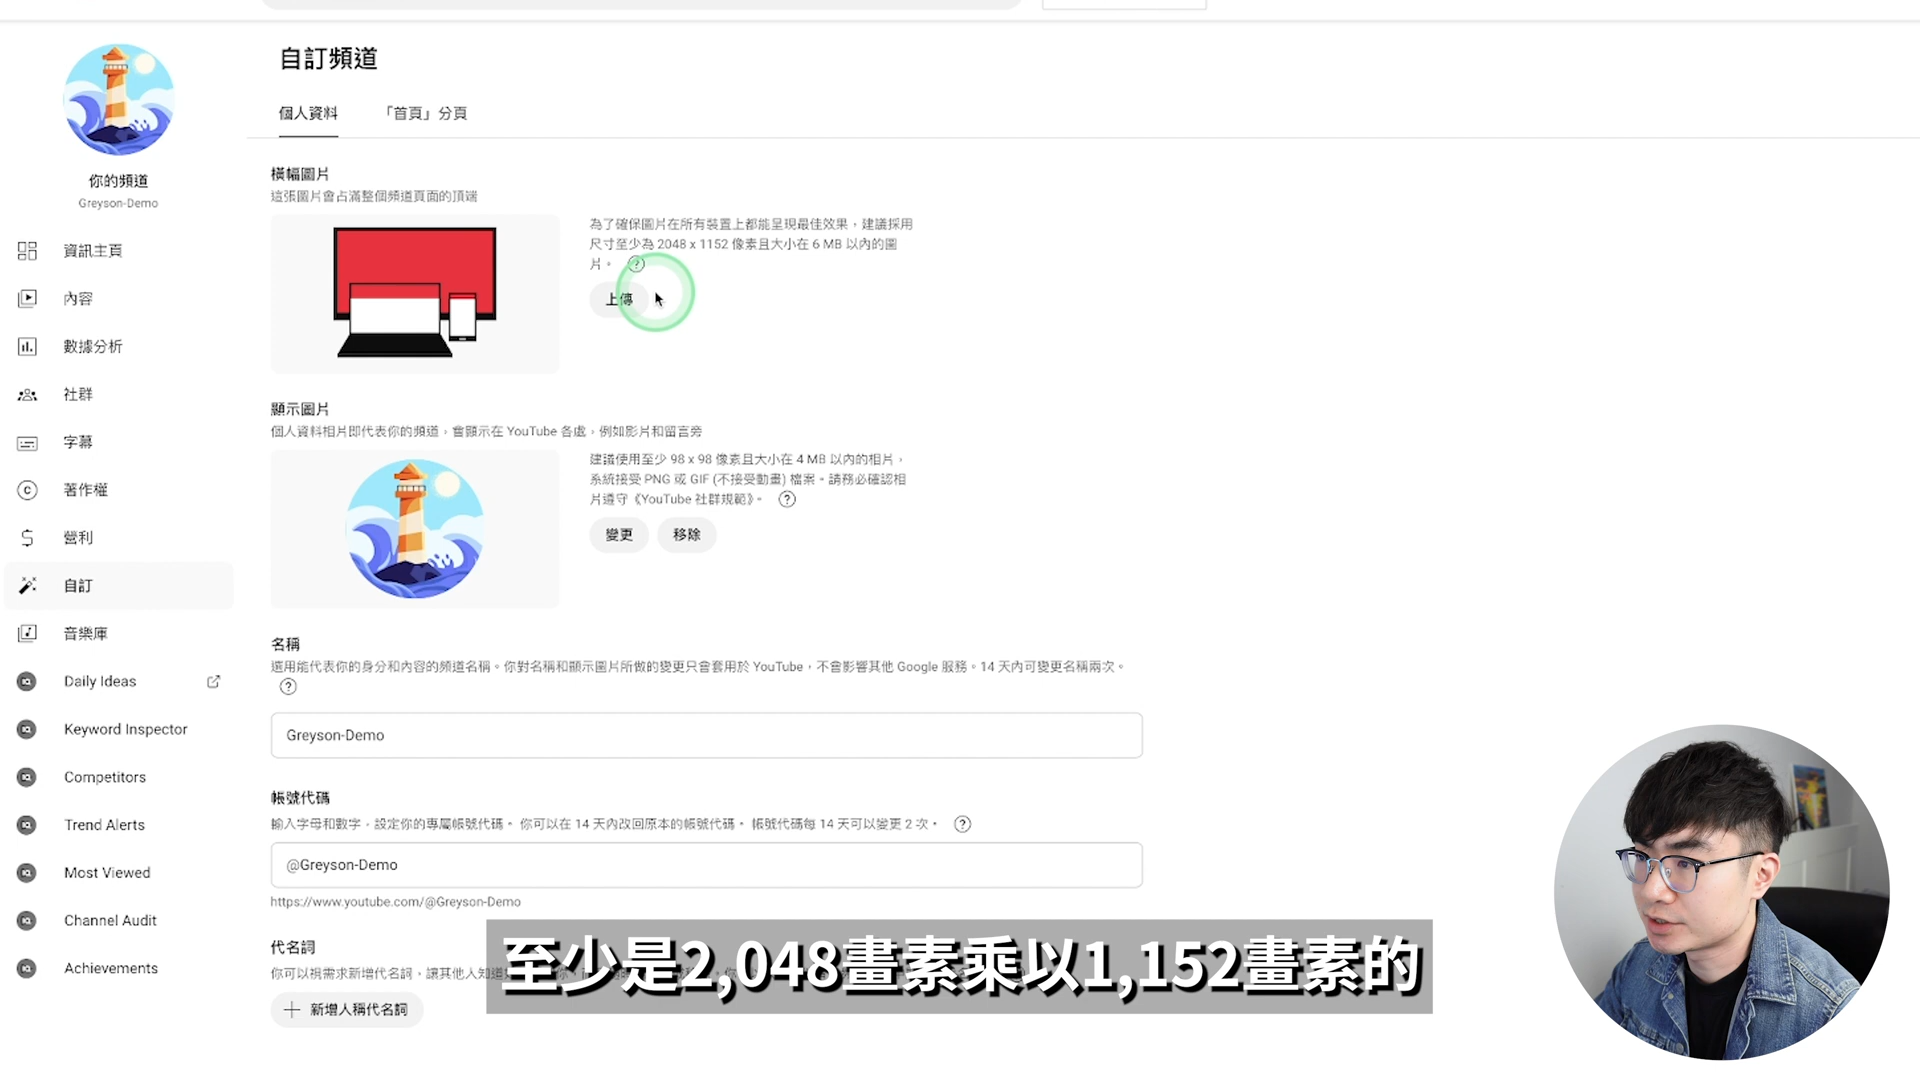 自訂頻道
個人資料
「首頁」分頁
你的頻道
Greyson-Demo
資訊主頁
內容
數據分析
社群
字幕
著作權
營利
自訂
音樂庫
Daily Ideas
Keyword Inspector
Competitors
Trend Alerts
Most Viewed
Channel Audit
Achievements
橫幅圖片
這張圖片會占滿整個頻道頁面的頂端
為了確保圖片在所有裝置上都能呈現最佳效果，建議採用
尺寸至少為 2048 x 1152 像素且大小在 6 MB 以內的圖
片。
上傳
顯示圖片
個人資料相片即代表你的頻道，會顯示在 YouTube 各處，例如影片和留言旁
建議使用至少 98 x 98 像素且大小在 4 MB 以內的相片，
系統接受 PNG 或 GIF (不接受動畫) 檔案。請務必確認相
片遵守《YouTube 社群規範》。
變更
移除
名稱
選用能代表你的身分和內容的頻道名稱。你對名稱和顯示圖片所做的變更只會套用於 YouTube，不會影響其他 Google 服務。14 天內可變更名稱兩次。
Greyson-Demo
帳號代碼
輸入字母和數字，設定你的專屬帳號代碼。 你可以在 14 天內改回原本的帳號代碼。 帳號代碼每 14 天可以變更 2 次。
@Greyson-Demo
https://www.youtube.com/@Greyson-Demo
代名詞
你可以視需求新增代名詞，讓其他人知道
新增人稱代名詞
至少是2,048畫素乘以1,152畫素的